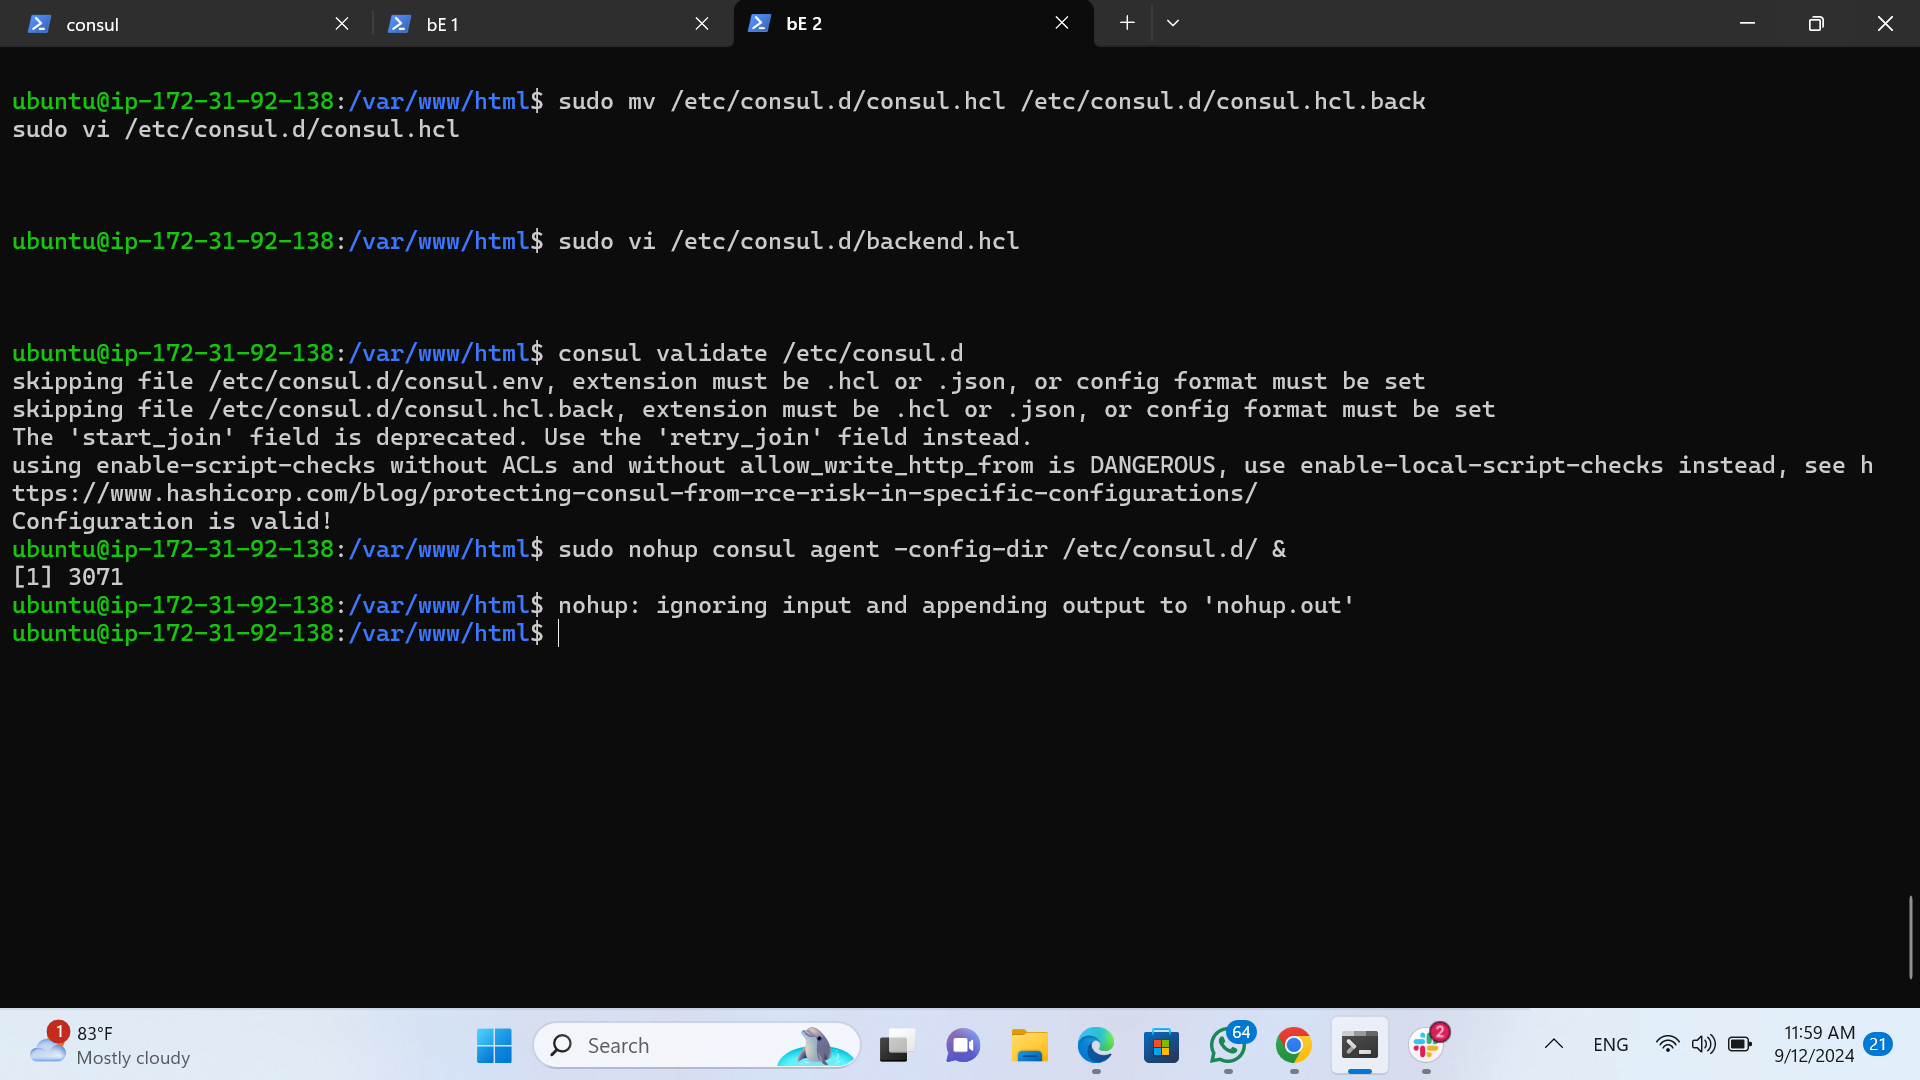 consul
bE 1
bE 2
ubuntu@ip-172-31-92-138:/var/www/html$ sudo mv /etc/consul.d/consul.hcl /etc/consul.d/consul.hcl.back
sudo vi /etc/consul.d/consul.hcl
ubuntu@ip-172-31-92-138:/var/www/html$ sudo vi /etc/consul.d/backend.hcl
ubuntu@ip-172-31-92-138:/var/www/html$ consul validate /etc/consul.d
skipping file /etc/consul.d/consul.env, extension must be .hcl or .json, or config format must be set
skipping file /etc/consul.d/consul.hcl.back, extension must be .hcl or .json, or config format must be set
The 'start_join' field is deprecated. Use the 'retry_join' field instead.
using enable-script-checks without ACLs and without allow_write_http_from is DANGEROUS, use enable-local-script-checks instead, see h
ttps://www.hashicorp.com/blog/protecting-consul-from-rce-risk-in-specific-configurations/
Configuration is valid!
ubuntu@ip-172-31-92-138:/var/www/html$ sudo nohup consul agent -config-dir /etc/consul.d/ &
[1] 3071
ubuntu@ip-172-31-92-138:/var/www/html$ nohup: ignoring input and appending output to 'nohup.out'
ubuntu@ip-172-31-92-138:/var/www/html$
1
83°F
Mostly cloudy
Search
64
2
ENG
11:59 AM
9/12/2024
21